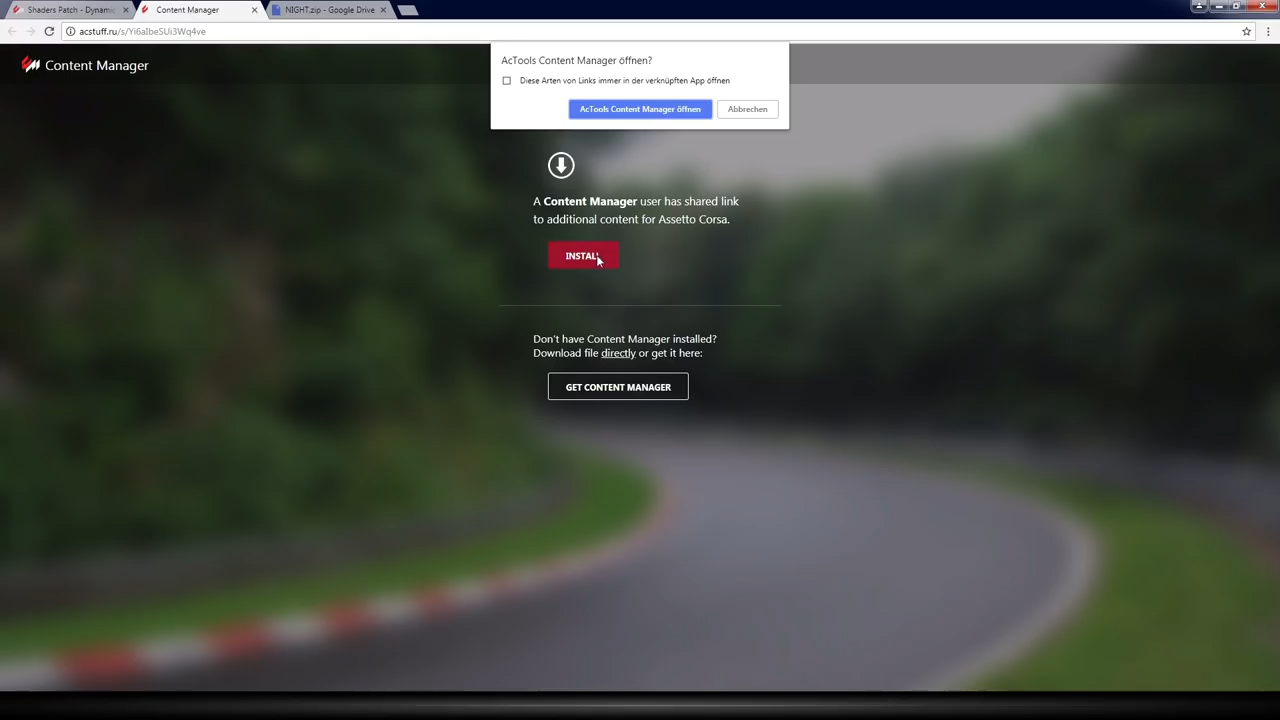 Shaders Patch - Dynamic
Content Manager
NIGHT.zip - Google Drive
acstuff.ru/s/Yi6aIbeSUi3Wq4ve
Content Manager
AcTools Content Manager öffnen?
Diese Arten von Links immer in der verknüpften App öffnen
AcTools Content Manager öffnen
Abbrechen
A Content Manager user has shared link
to additional content for Assetto Corsa.
INSTALL
Don't have Content Manager installed?
Download file directly or get it here:
GET CONTENT MANAGER